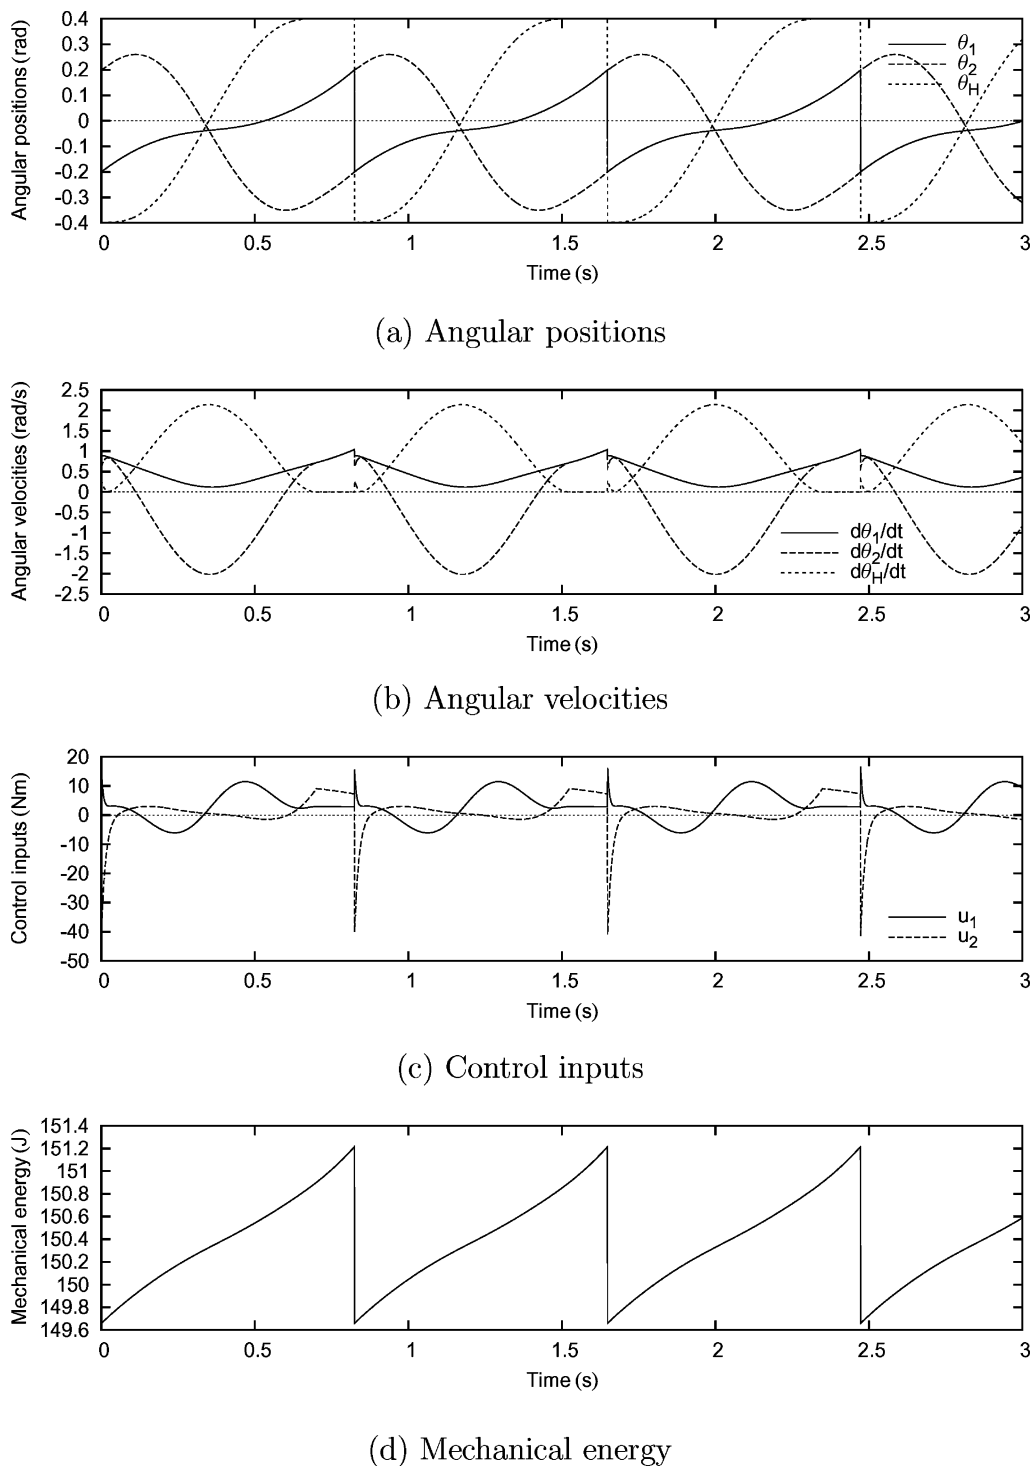 Angular positions (rad)
0.4
0.3
0.2
0.1
0
-0.1
-0.2
-0.3
-0.4
θ1
θ2
θH
0 0.5 1 1.5 2 2.5 3
Time (s)
(a) Angular positions
Angular velocities (rad/s)
2.5
2
1.5
1
0.5
0
-0.5
-1
-1.5
-2
-2.5
dθ1/dt
dθ2/dt
dθH/dt
0 0.5 1 1.5 2 2.5 3
Time (s)
(b) Angular velocities
Control inputs (Nm)
20
10
0
-10
-20
-30
-40
-50
u1
u2
0 0.5 1 1.5 2 2.5 3
Time (s)
(c) Control inputs
Mechanical energy (J)
151.4
151.2
151
150.8
150.6
150.4
150.2
150
149.8
149.6
0 0.5 1 1.5 2 2.5 3
Time (s)
(d) Mechanical energy